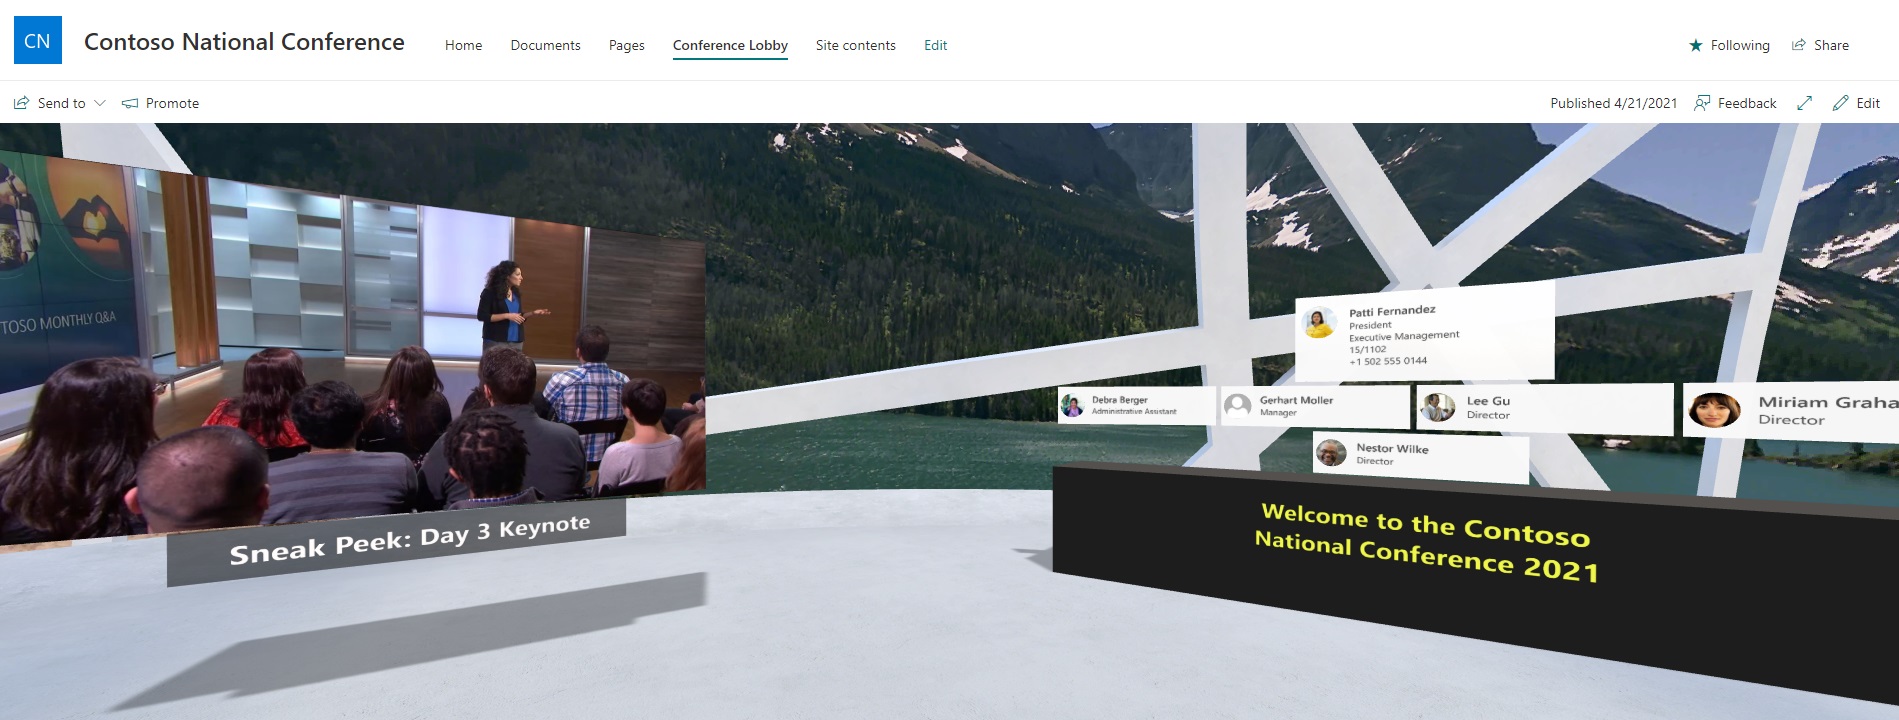 CN
Contoso National Conference
Home
Documents
Pages
Conference Lobby
Site contents
Edit
Following
Share
Send to
Promote
Published 4/21/2021
Feedback
Edit
TOSO MONTHLY Q&A
Sneak Peek: Day 3 Keynote
Patti Fernandez
President
Executive Management
15/1102
+1 502 555 0144
Debra Berger
Administrative Assistant
Gerhart Moller
Manager
Lee Gu
Director
Miriam Graha
Director
Nestor Wilke
Director
Welcome to the Contoso
National Conference 2021